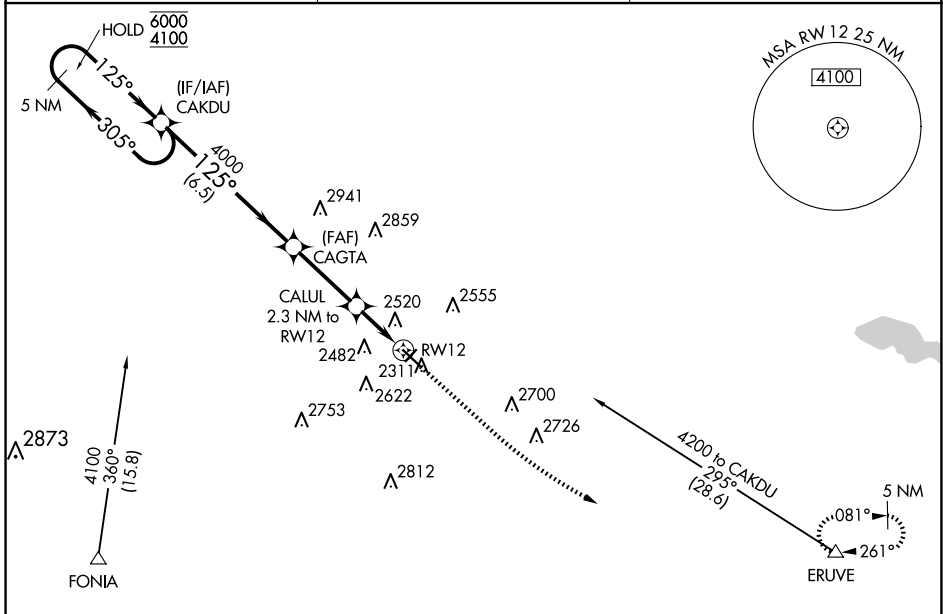 HOLD 6000
4100
MSA RW 12 25 NM
4100
125°
5 NM
(IF/IAF)
CAKDU
305°
4000
125°
(6.5)
2941
2859
(FAF)
CAGTA
CALUL
2.3 NM to
RW12
2520
2555
2482
RW12
2311
2622
2753
2700
2726
2873
2812
4100
360°
(15.8)
FONIA
4200 to CAKDU
295°
(28.6)
5 NM
081°
261°
ERUVE